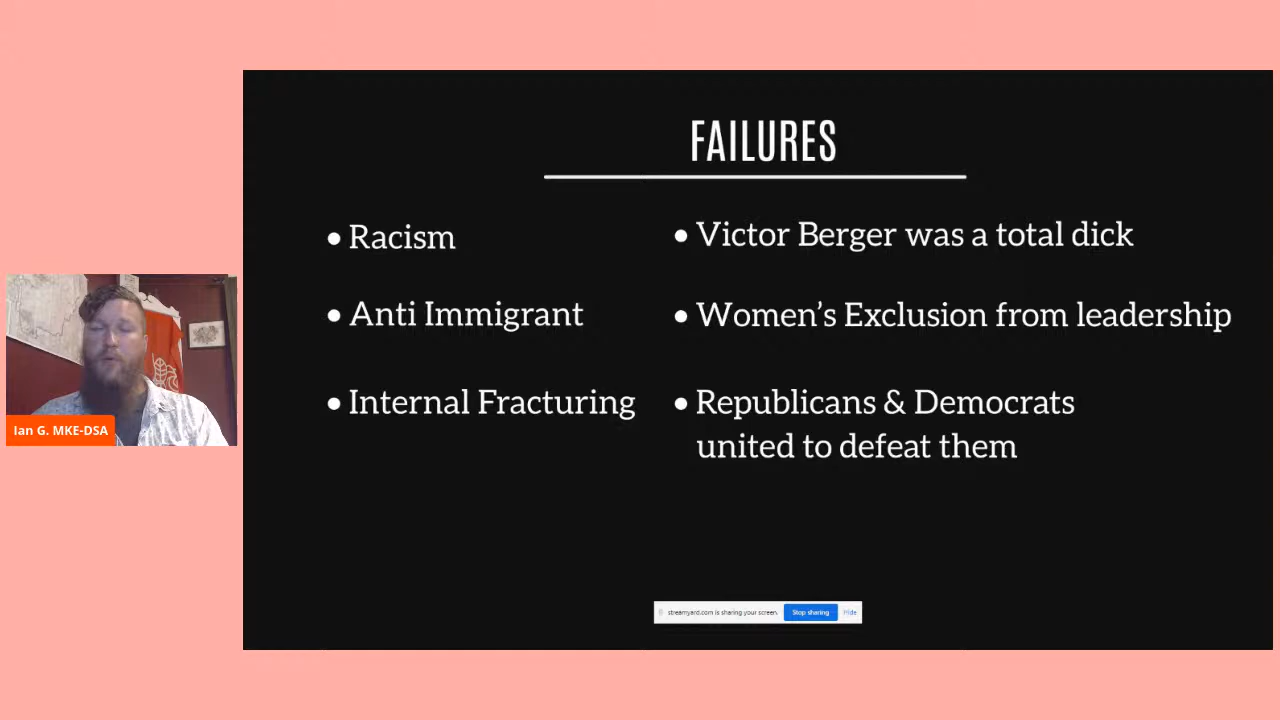 FAILURES
• Racism
• Anti Immigrant
• Internal Fracturing
• Victor Berger was a total dick
• Women’s Exclusion from leadership
• Republicans & Democrats
united to defeat them
Ian G. MKE-DSA
streamyard.com is sharing your screen.
Stop sharing
Hide